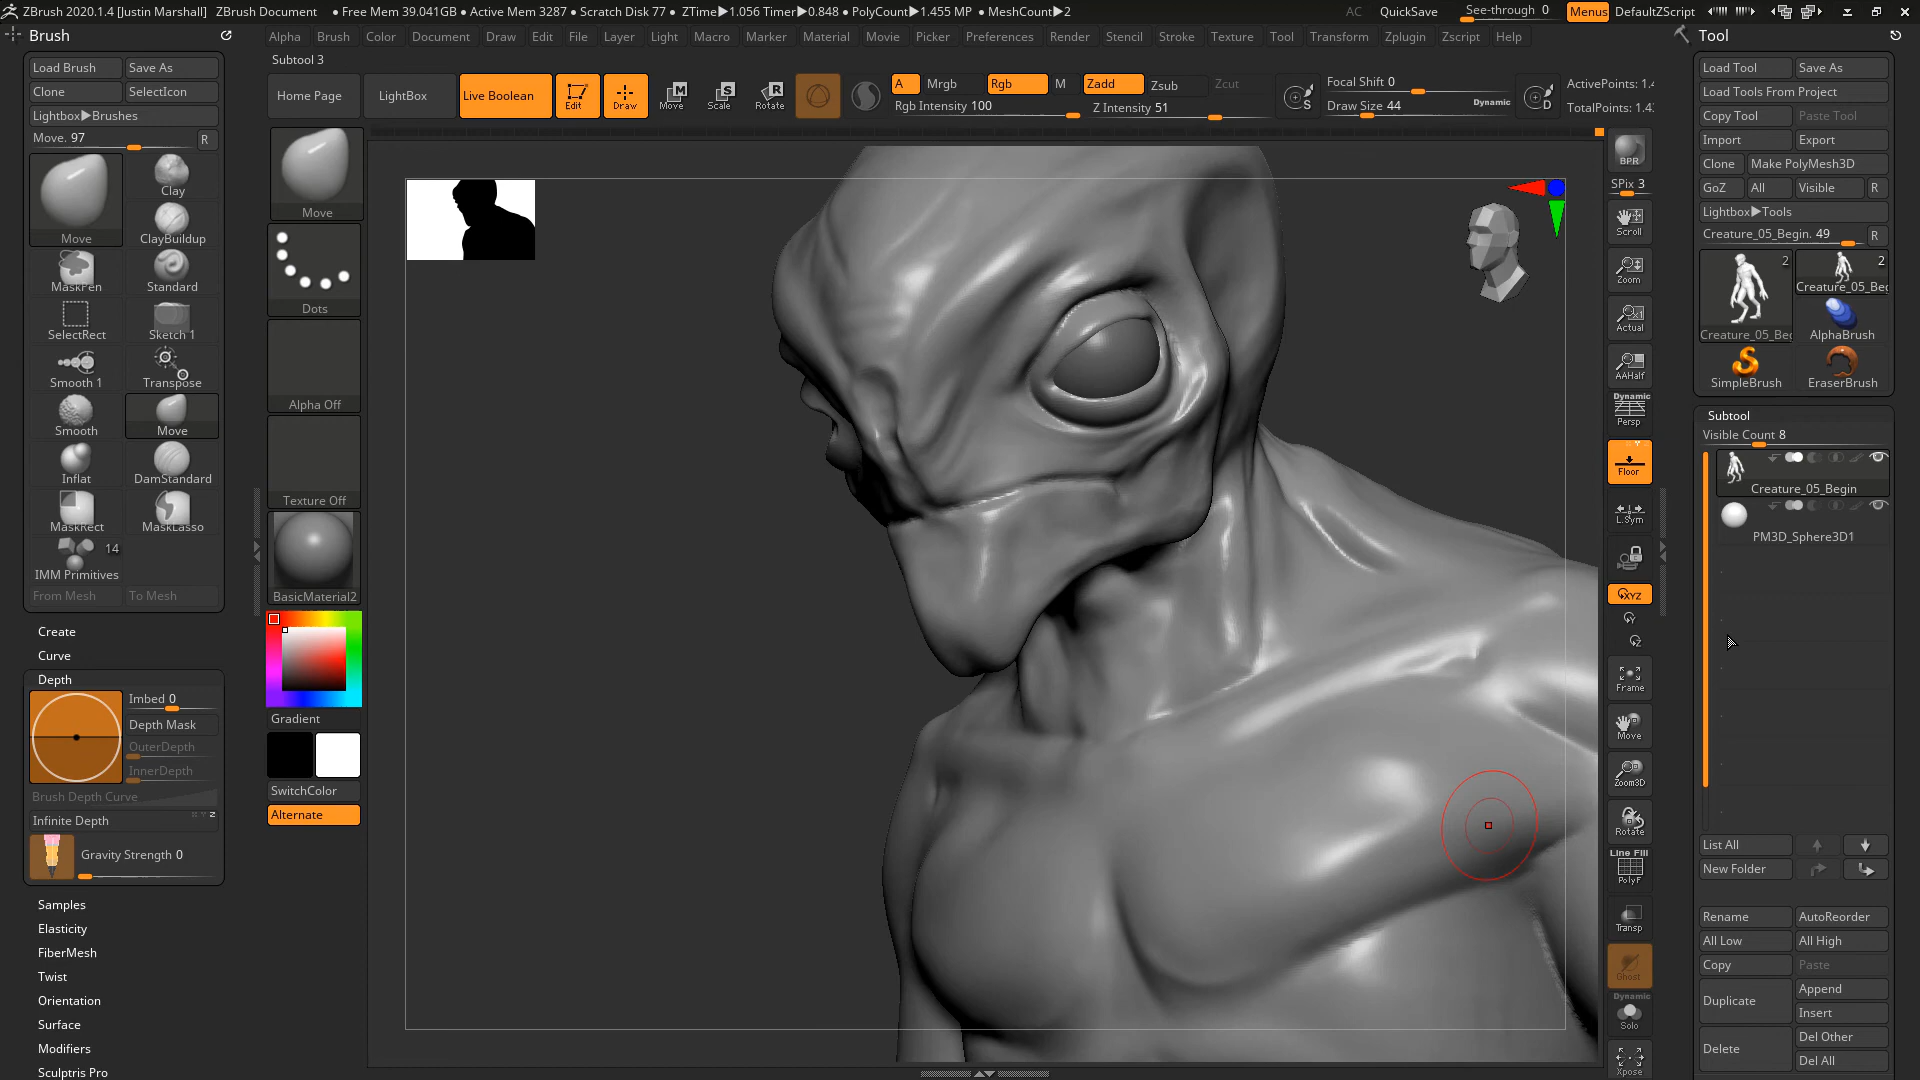 ZBrush 2020.1.4 [Justin Marshall] ZBrush Document • Free Mem 39.041GB • Active Mem 3287 • Scratch Disk 77 • ZTime▶1.056 Timer▶0.848 • PolyCount▶1.455 MP • MeshCount▶2 AC QuickSave See-through 0 Menus DefaultZScript
Brush
Alpha Brush Color Document Draw Edit File Layer Light Macro Marker Material Movie Picker Preferences Render Stencil Stroke Texture Tool Transform Zplugin Zscript Help
Tool
Subtool 3
Load Brush Save As
Clone SelectIcon
Lightbox▶Brushes
Move. 97 R
Move
Clay
ClayBuildup
MaskPen Standard
SelectRect Sketch 1
Smooth 1 Transpose
Smooth Move
Inflat DamStandard
MaskRect MaskLasso
14
IMM Primitives
From Mesh To Mesh
Create
Curve
Depth
Imbed 0
Depth Mask
OuterDepth
InnerDepth
Brush Depth Curve
Infinite Depth
Gravity Strength 0
Samples
Elasticity
FiberMesh
Twist
Orientation
Surface
Modifiers
Sculptris Pro
Home Page LightBox Live Boolean Edit Draw Move Scale Rotate
A Mrgb Rgb M Zadd Zsub Zcut
Rgb Intensity 100 Z Intensity 51
Focal Shift 0
Draw Size 44 Dynamic
ActivePoints: 1.4
TotalPoints: 1.43
Move
Dots
Alpha Off
Texture Off
BasicMaterial2
Gradient
SwitchColor
Alternate
BPR
SPix 3
Scroll
Zoom
Actual
AAHalf
Dynamic
Persp
Floor
L.Sym
XYZ
Frame
Move
Zoom3D
Rotate
Line Fill
PolyF
Transp
Ghost
Dynamic
Solo
Xpose
Load Tool Save As
Load Tools From Project
Copy Tool Paste Tool
Import Export
Clone Make PolyMesh3D
GoZ All Visible R
Lightbox▶Tools
Creature_05_Begin. 49 R
2 2
Creature_05_Beg
Creature_05_Beg
AlphaBrush
SimpleBrush EraserBrush
Subtool
Visible Count 8
Creature_05_Begin
PM3D_Sphere3D1
List All
New Folder
Rename AutoReorder
All Low All High
Copy Paste
Duplicate Append
Insert
Delete Del Other
Del All